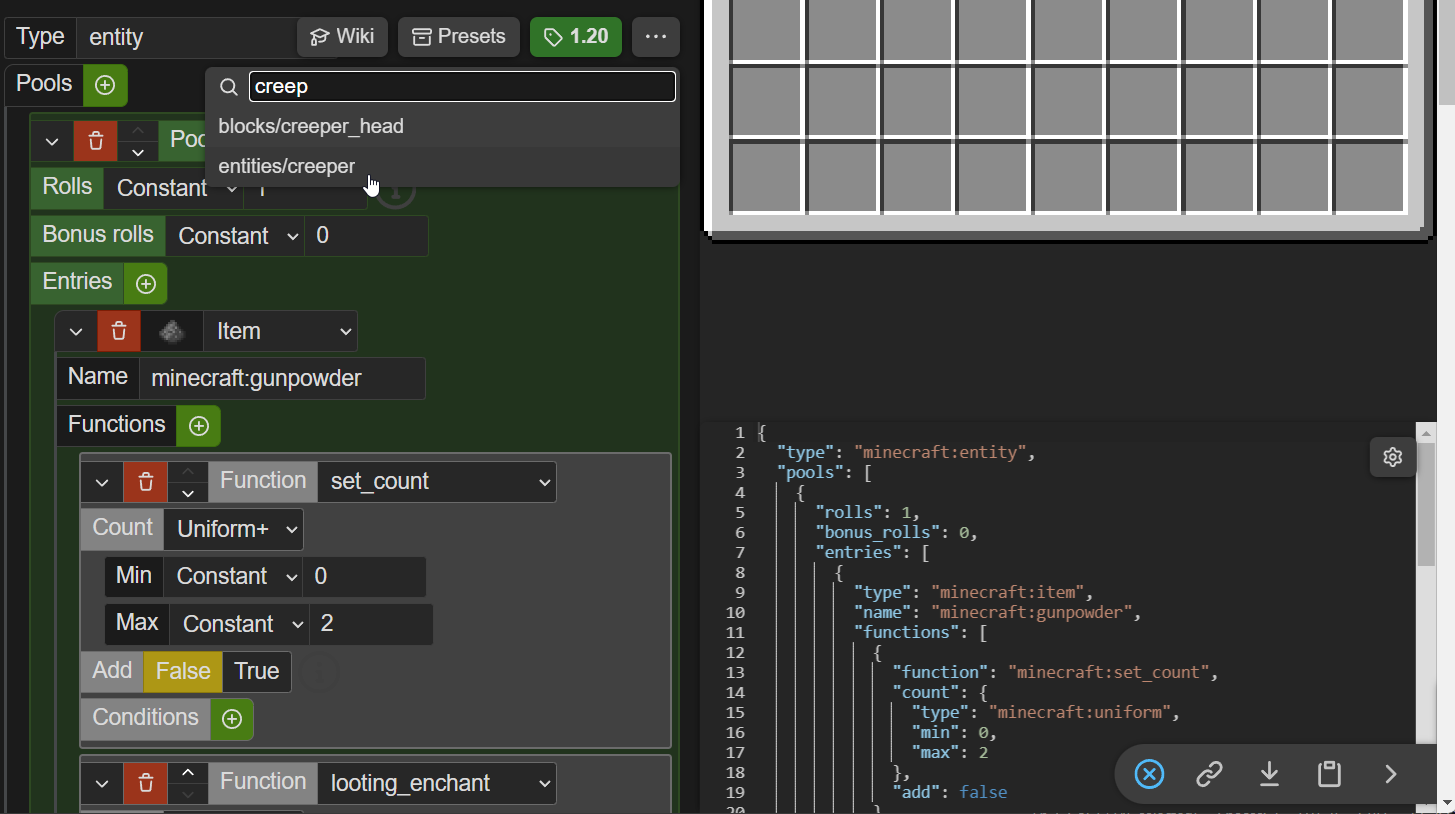 Type entity Wiki Presets 1.20
Pools
creep
blocks/creeper_head
entities/creeper
Rolls Constant
Bonus rolls Constant 0
Entries
Item
Name minecraft:gunpowder
Functions
Function set_count
Count Uniform+
Min Constant 0
Max Constant 2
Add False True
Conditions
Function looting_enchant
1 {
2 "type": "minecraft:entity",
3 "pools": [
4 {
5 "rolls": 1,
6 "bonus_rolls": 0,
7 "entries": [
8 {
9 "type": "minecraft:item",
10 "name": "minecraft:gunpowder",
11 "functions": [
12 {
13 "function": "minecraft:set_count",
14 "count": {
15 "type": "minecraft:uniform",
16 "min": 0,
17 "max": 2
18 },
19 "add": false
20 }